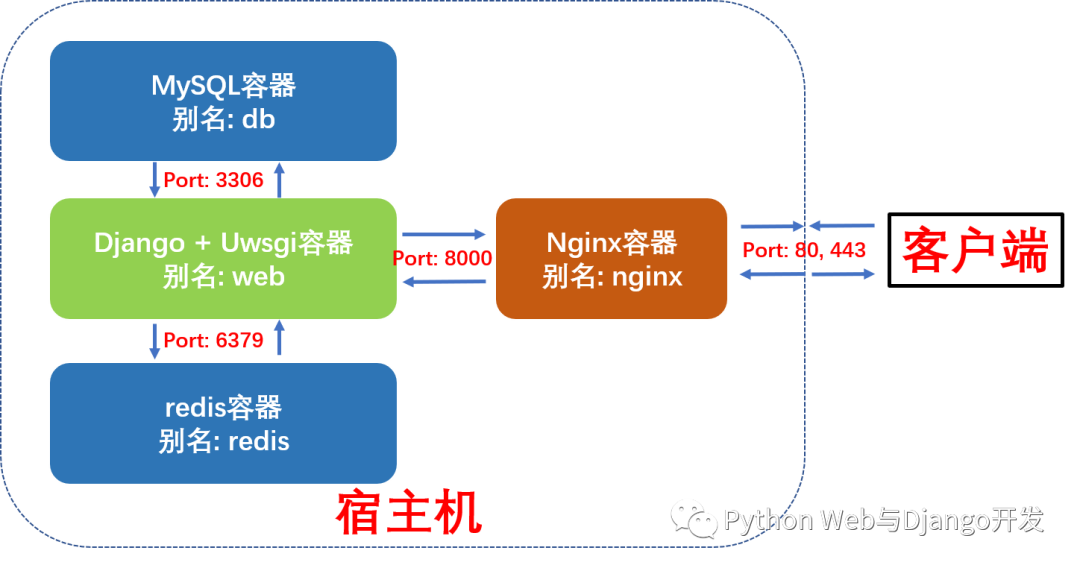 MySQL容器
别名: db
Port: 3306
Django + Uwsgi容器
别名: web
Port: 8000
Nginx容器
别名: nginx
Port: 80, 443
客户端
Port: 6379
redis容器
别名: redis
宿主机
Python Web与Django开发